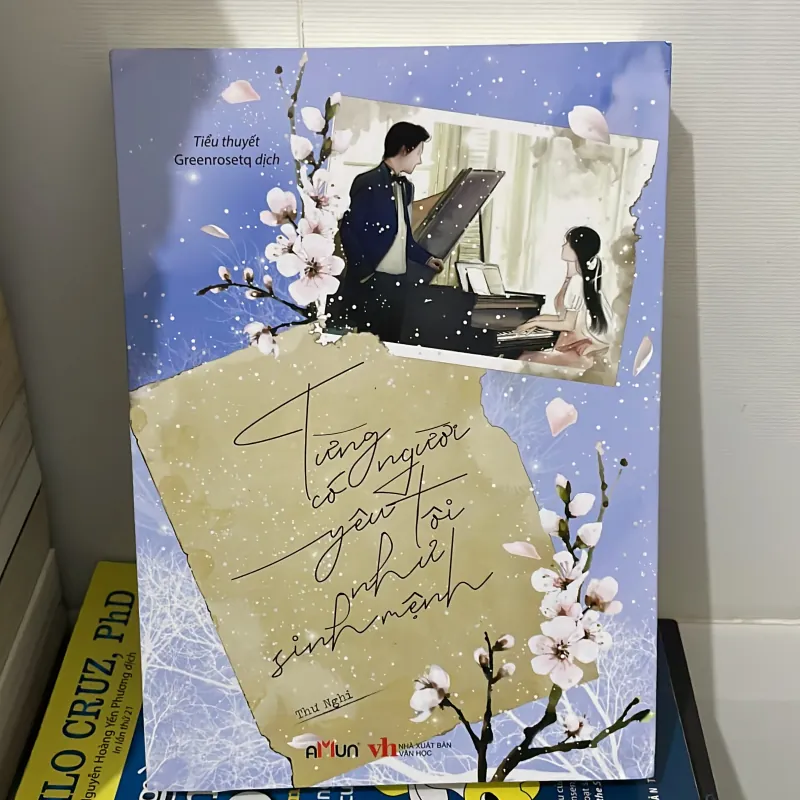 Tiểu thuyết
Greenrosetq dịch
Từng
có người
yêu tôi
như
sinh mệnh
Thư Nghi
AMUN vh NHÀ XUẤT BẢN
VĂN HỌC
ILO CRUZ, PhD
Nguyễn Hoàng Yến Phương dịch
In lần thứ 21